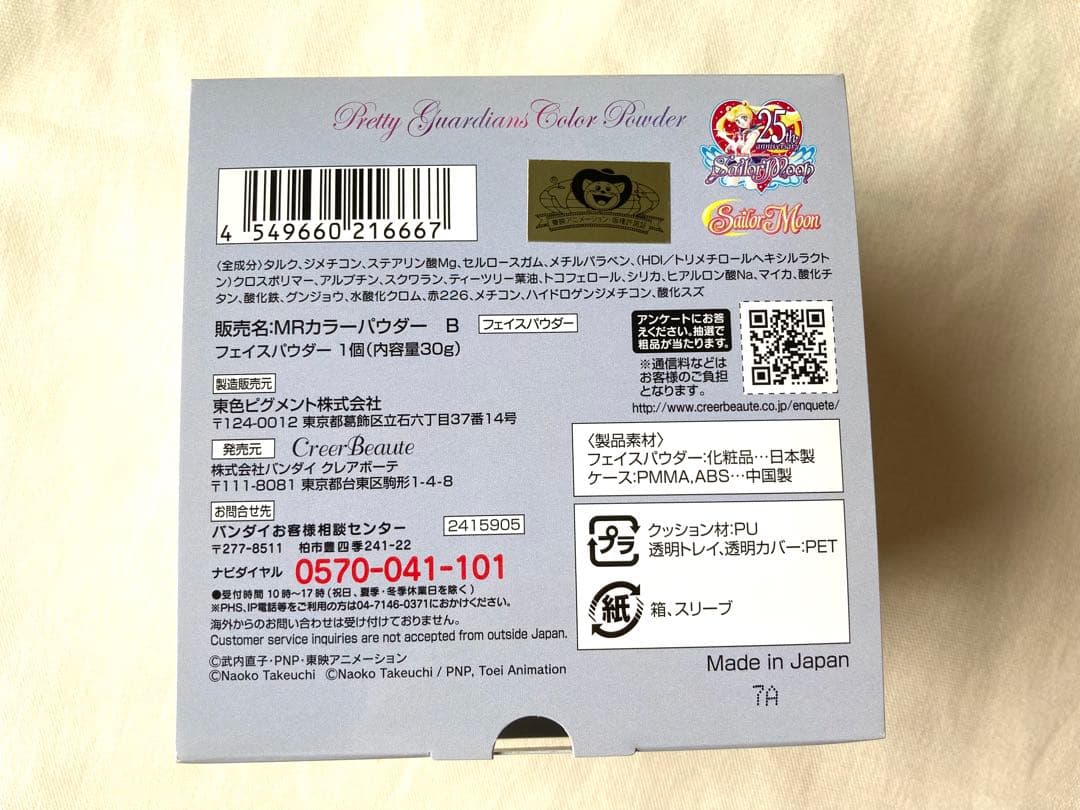 Pretty Guardians Color Powder
25th
anniversary
Sailor Moon
Sailor Moon
4 549660 216667
東映アニメーション・版権許諾証
〈全成分〉タルク、ジメチコン、ステアリン酸Mg、セルロースガム、メチルパラベン、(HDI/トリメチロールヘキシルラクト
ン)クロスポリマー、アルブチン、スクワラン、ティーツリー葉油、トコフェロール、シリカ、ヒアルロン酸Na、マイカ、酸化チ
タン、酸化鉄、グンジョウ、水酸化クロム、赤226、メチコン、ハイドロゲンジメチコン、酸化スズ
販売名:MRカラーパウダー B
フェイスパウダー
フェイスパウダー 1個(内容量30g)
アンケートにお答
えください。抽選で
粗品が当たります。
※通信料などは
お客様のご負担
となります。
http://www.creerbeaute.co.jp/enquete/
製造販売元
東色ピグメント株式会社
〒124-0012 東京都葛飾区立石六丁目37番14号
発売元
CreerBeaute
株式会社バンダイ クレアボーテ
〒111-8081 東京都台東区駒形1-4-8
〈製品素材〉
フェイスパウダー:化粧品…日本製
ケース:PMMA,ABS…中国製
お問合せ先
バンダイお客様相談センター
2415905
〒277-8511 柏市豊四季241-22
ナビダイヤル 0570-041-101
●受付時間 10時〜17時(祝日、夏季・冬季休業日を除く)
※PHS、IP電話等をご利用の方は04-7146-0371におかけください。
海外からのお問い合わせは受付けておりません。
Customer service inquiries are not accepted from outside Japan.
プラ
クッション材:PU
透明トレイ、透明カバー:PET
紙
箱、スリーブ
©武内直子・PNP・東映アニメーション
©Naoko Takeuchi ©Naoko Takeuchi / PNP, Toei Animation
Made in Japan
7A